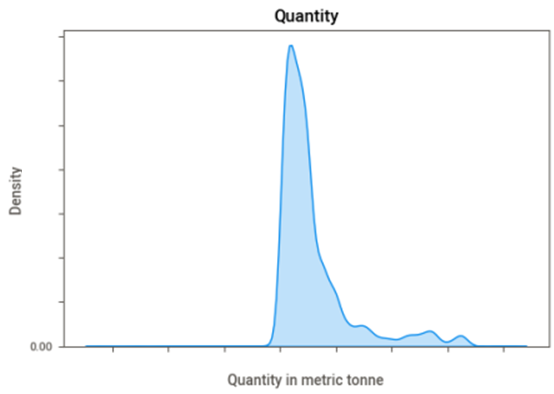 Quantity
Density
0.00
Quantity in metric tonne